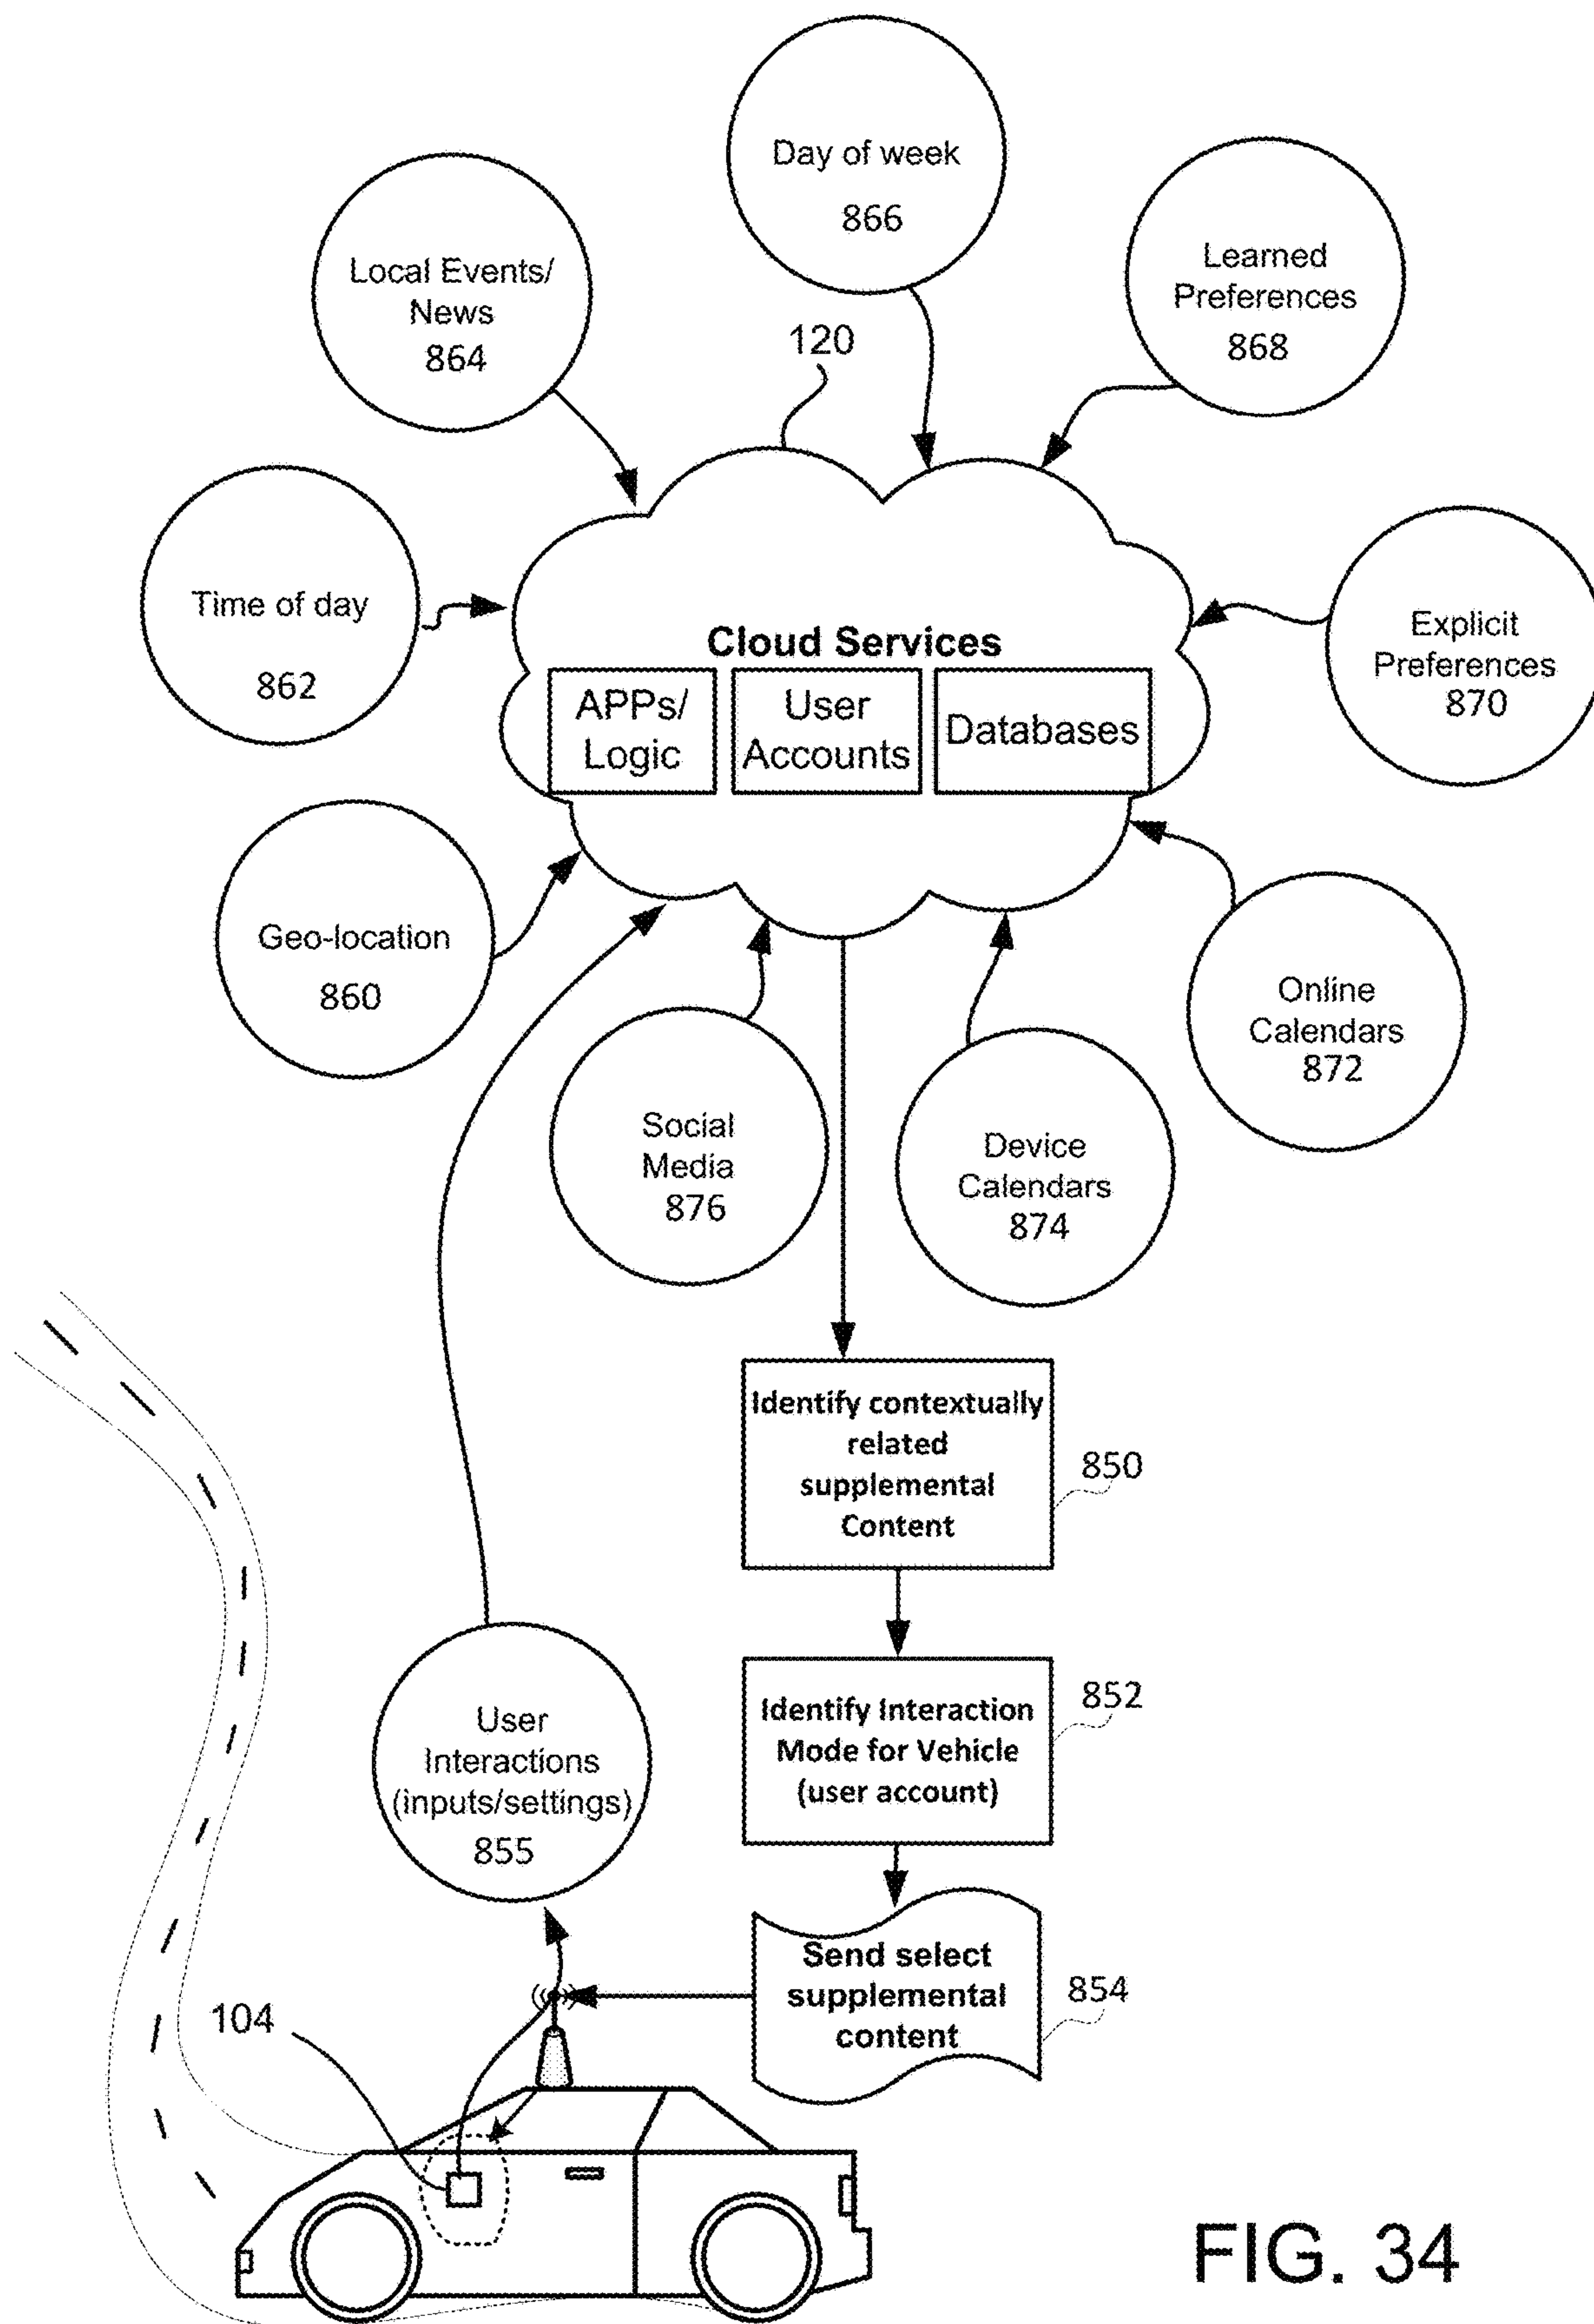 Day of week
866
Local Events/
News
864
Learned
Preferences
868
120
Time of day
862
Explicit
Preferences
870
Cloud Services
APPs/
Logic
User
Accounts
Databases
Geo-location
860
Online
Calendars
872
Social
Media
876
Device
Calendars
874
Identify contextually
related
supplemental
Content
850
Identify Interaction
Mode for Vehicle
(user account)
852
User
Interactions
(inputs/settings)
855
Send select
supplemental
content
854
104
FIG. 34